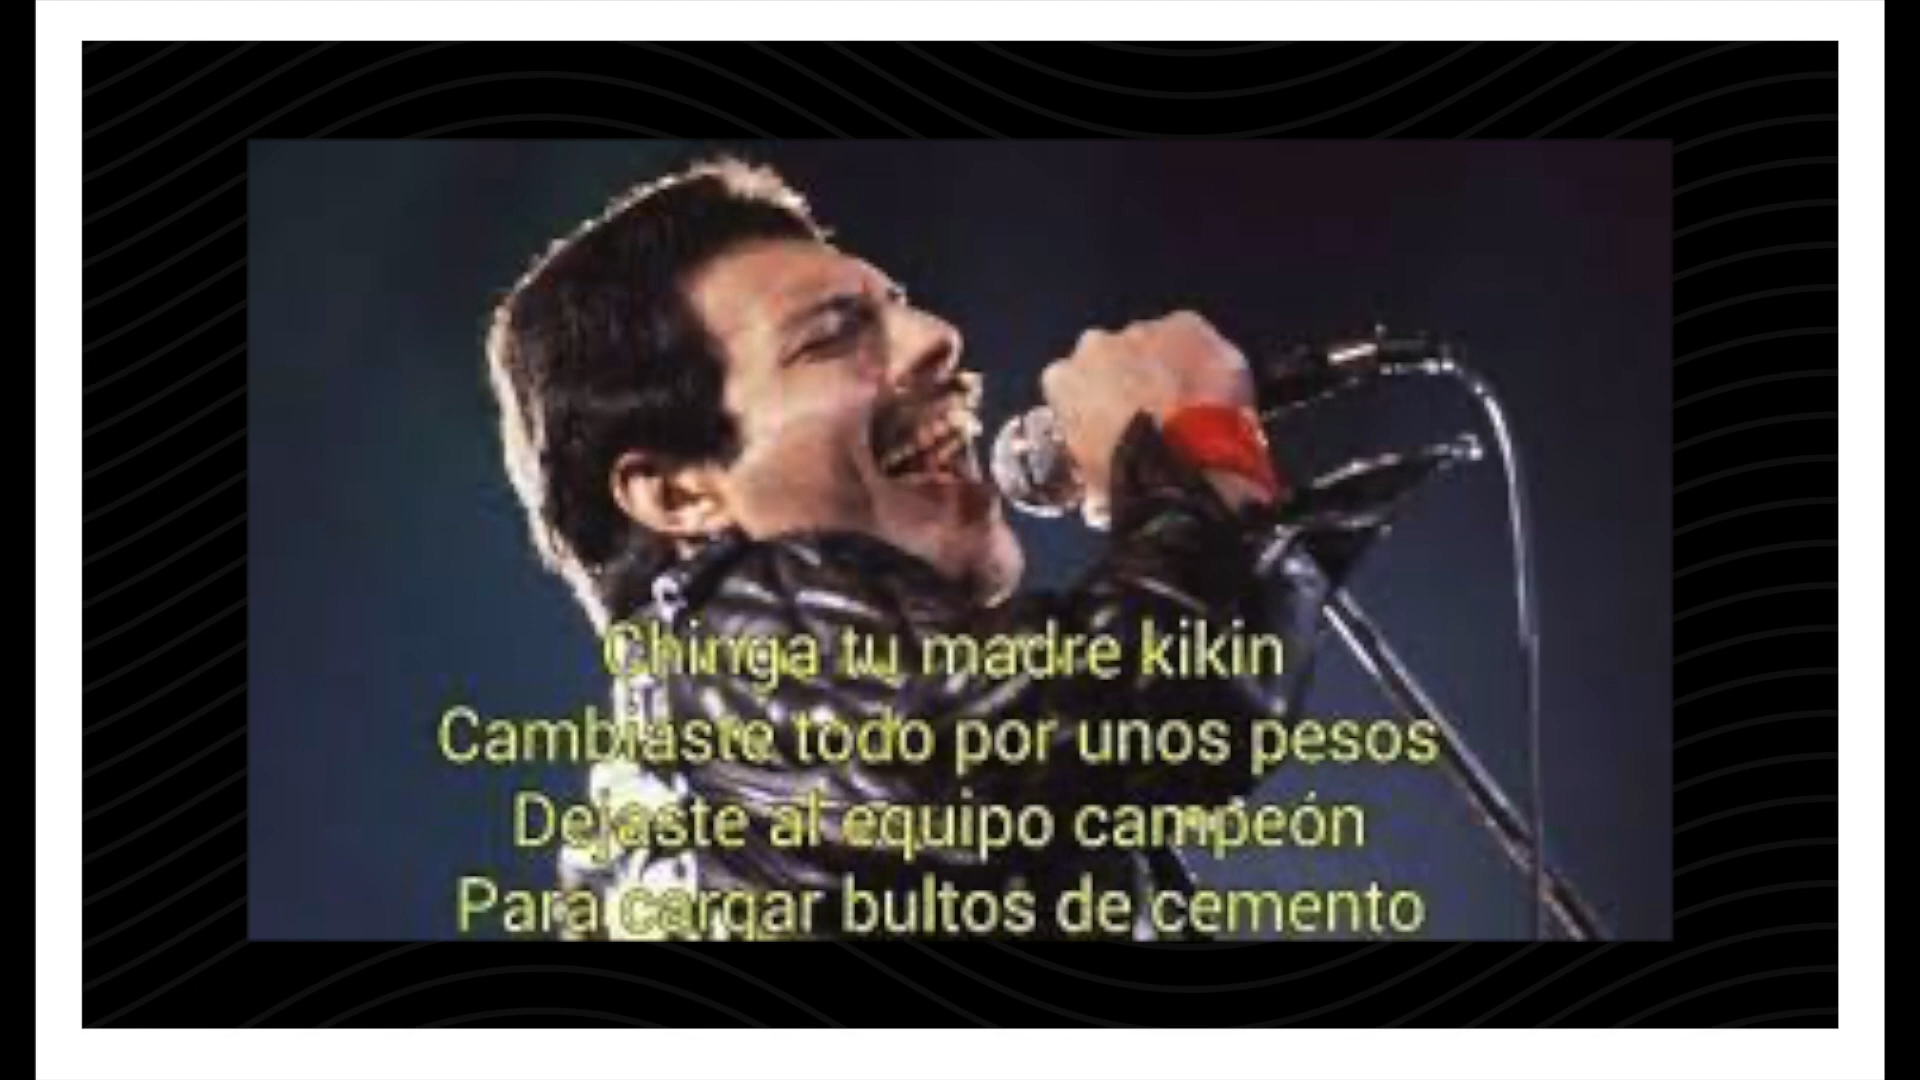 Chinga tu madre kikin
Cambiaste todo por unos pesos
Dejaste al equipo campeón
Para cargar bultos de cemento